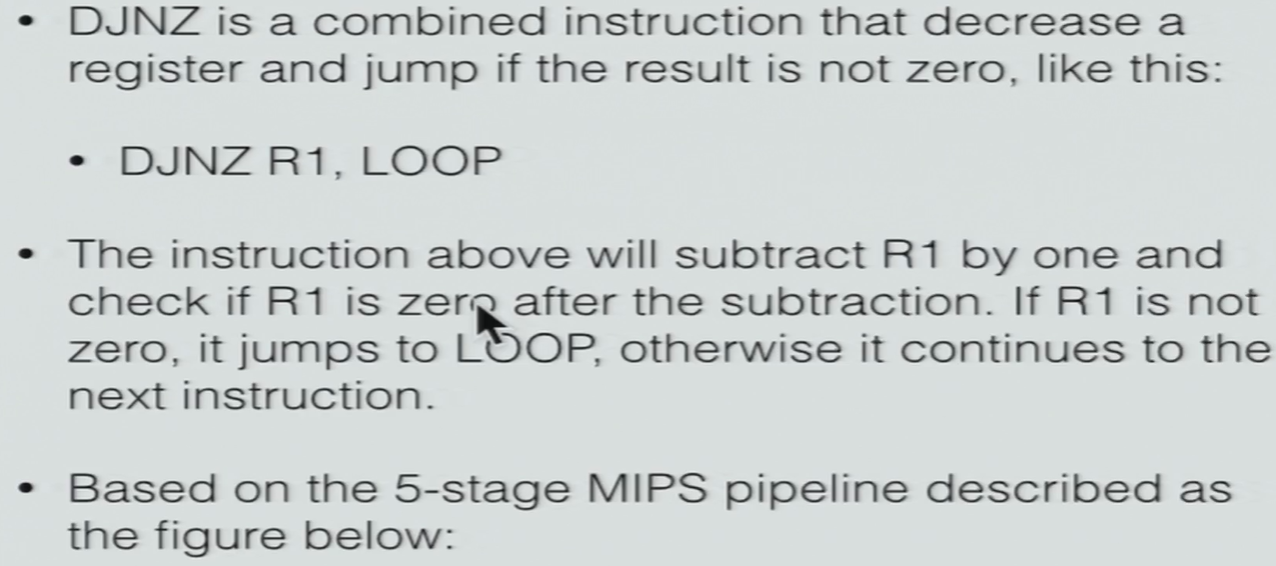 • DJNZ is a combined instruction that decrease a
register and jump if the result is not zero, like this:
• DJNZ R1, LOOP
• The instruction above will subtract R1 by one and
check if R1 is zero after the subtraction. If R1 is not
zero, it jumps to LOOP, otherwise it continues to the
next instruction.
• Based on the 5-stage MIPS pipeline described as
the figure below: